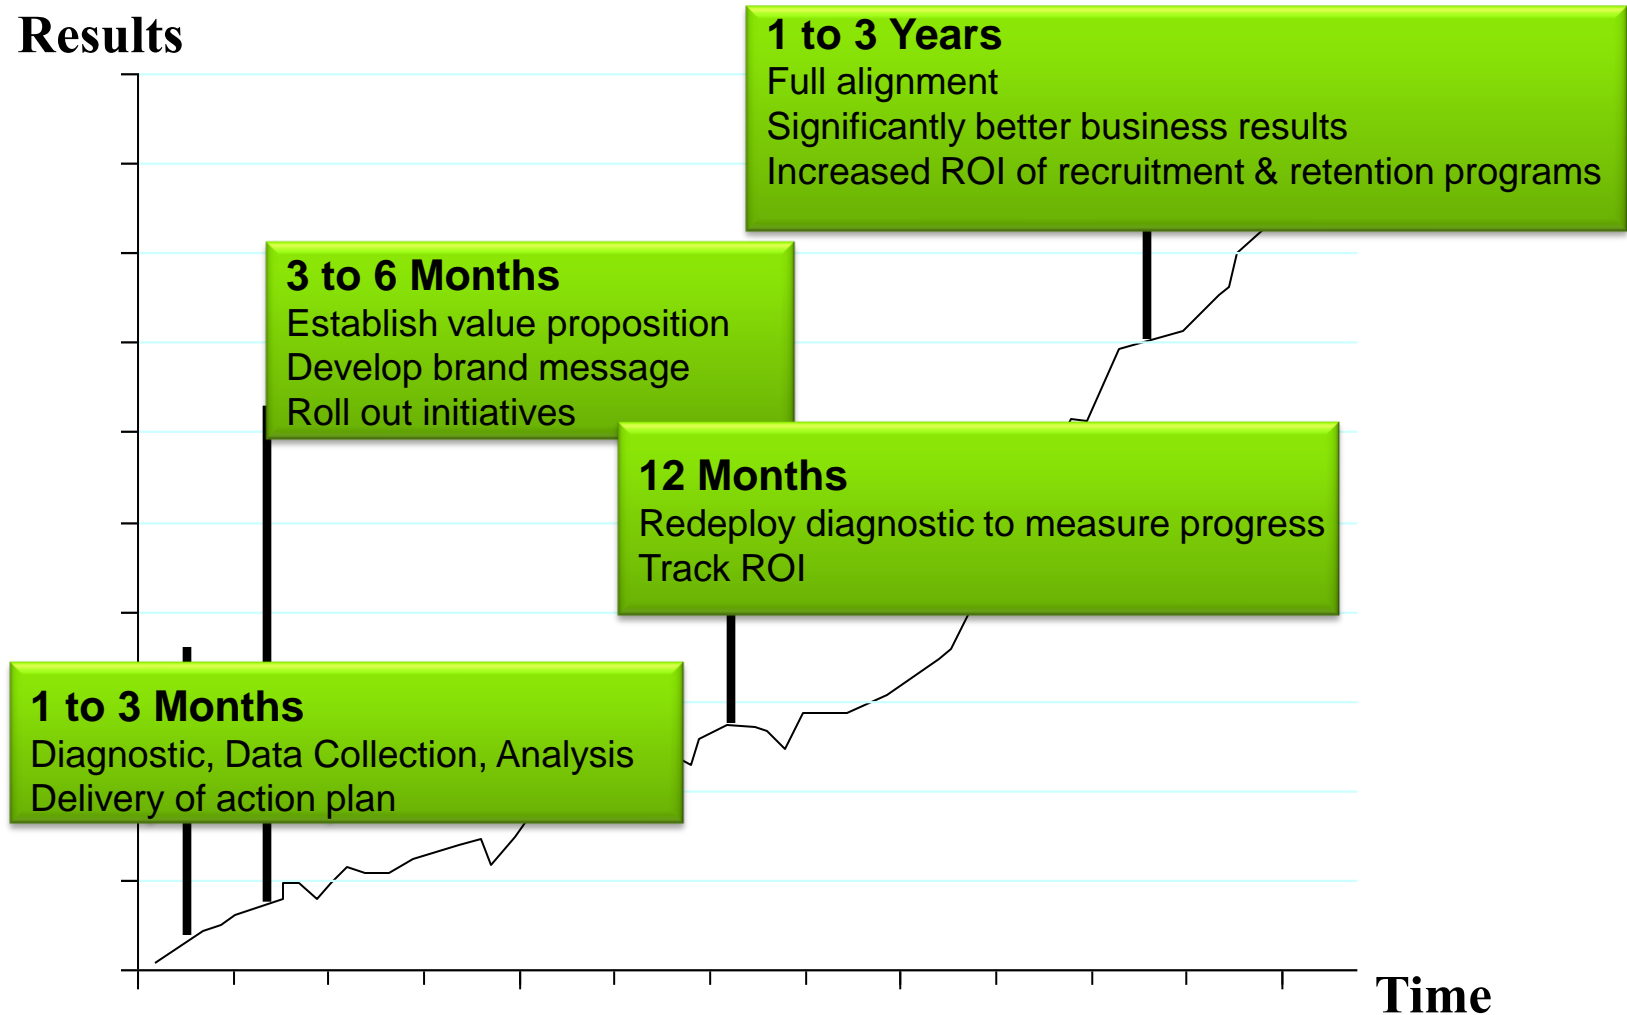 Results
1 to 3 Years
Full alignment
Significantly better business results
Increased ROI of recruitment & retention programs
3 to 6 Months
Establish value proposition
Develop brand message
Roll out initiatives
12 Months
Redeploy diagnostic to measure progress
Track ROI
1 to 3 Months
Diagnostic, Data Collection, Analysis
Delivery of action plan
Time